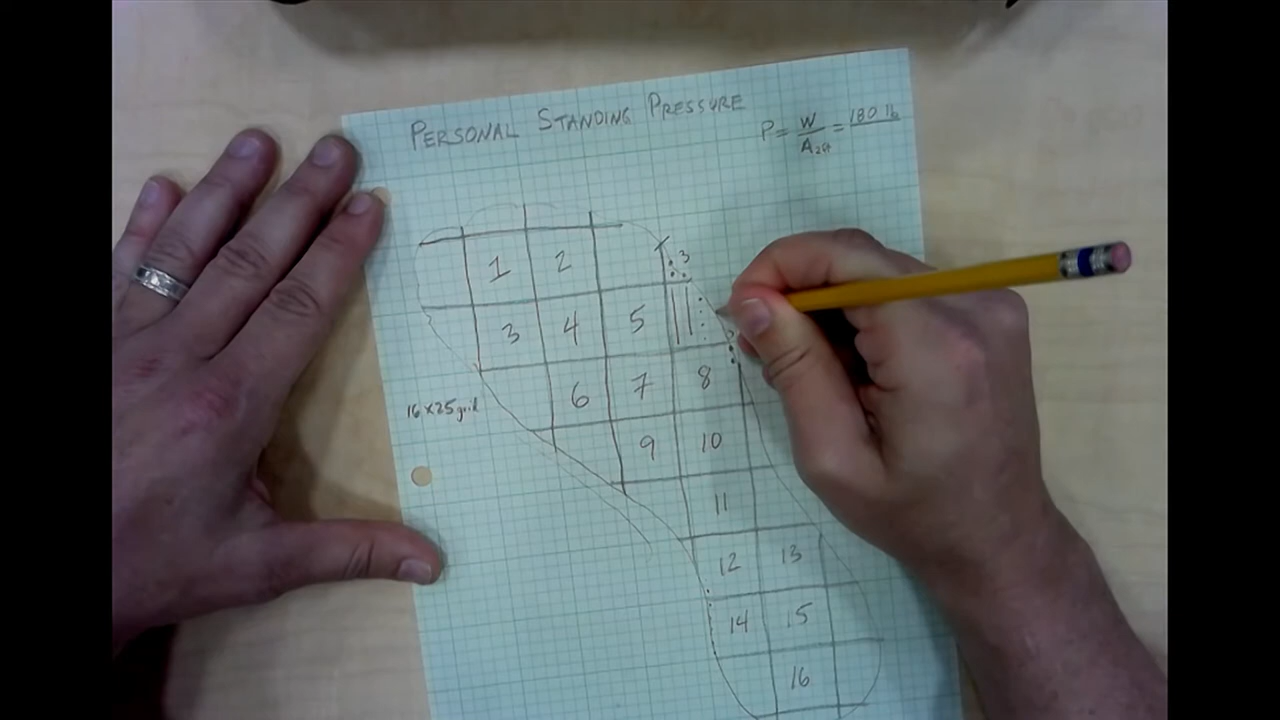 PERSONAL STANDING PRESSURE
P = W / A2ft = 180 lb
1 2
3
3 4 5
6 7 8
16 x 25 grid
9 10
11
12 13
14 15
16